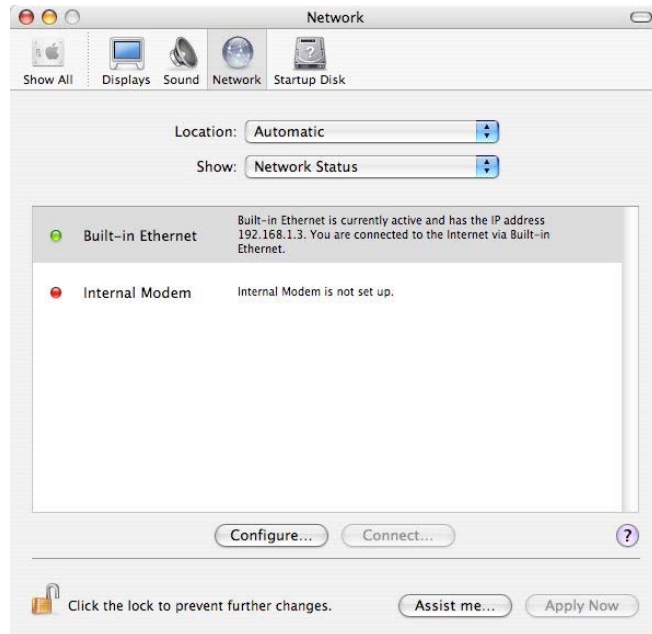 Network
Show All
Displays
Sound
Network
Startup Disk
Location: Automatic
Show: Network Status
Built-in Ethernet
Built-in Ethernet is currently active and has the IP address
192.168.1.3. You are connected to the Internet via Built-in
Ethernet.
Internal Modem
Internal Modem is not set up.
Configure...
Connect...
?
Click the lock to prevent further changes.
Assist me...
Apply Now